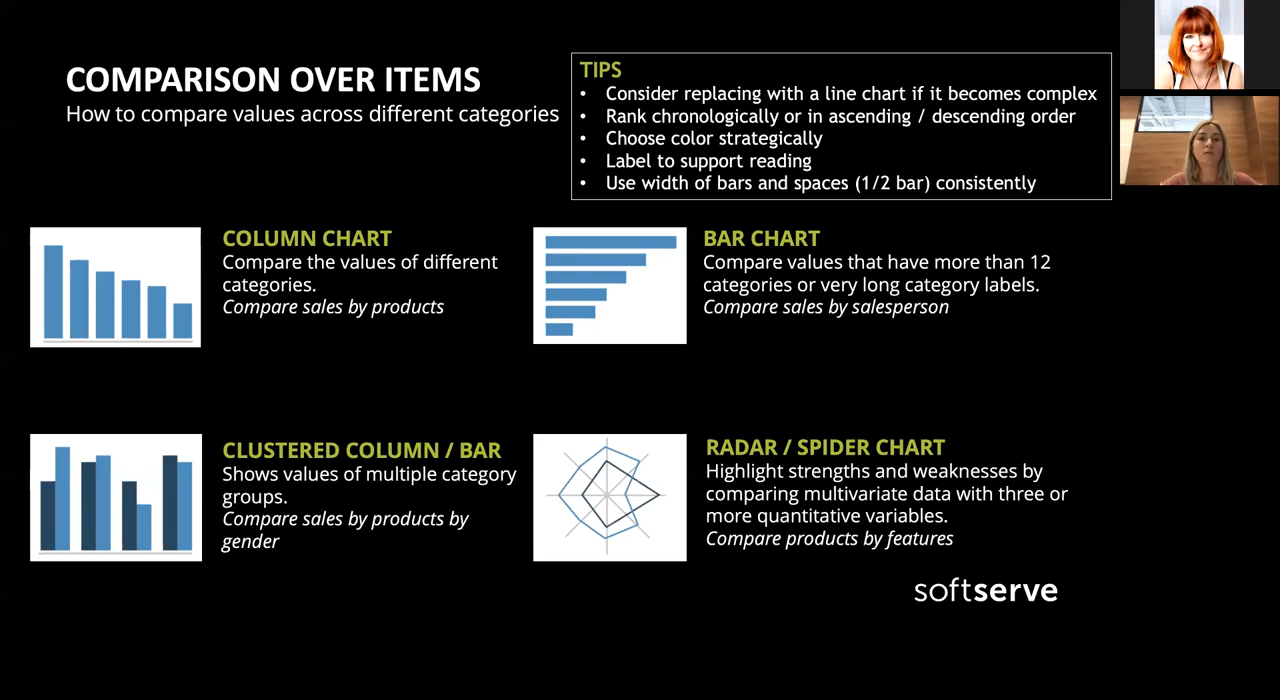 COMPARISON OVER ITEMS
How to compare values across different categories
TIPS
• Consider replacing with a line chart if it becomes complex
• Rank chronologically or in ascending / descending order
• Choose color strategically
• Label to support reading
• Use width of bars and spaces (1/2 bar) consistently
COLUMN CHART
Compare the values of different
categories.
Compare sales by products
BAR CHART
Compare values that have more than 12
categories or very long category labels.
Compare sales by salesperson
CLUSTERED COLUMN / BAR
Shows values of multiple category
groups.
Compare sales by products by
gender
RADAR / SPIDER CHART
Highlight strengths and weaknesses by
comparing multivariate data with three or
more quantitative variables.
Compare products by features
softserve